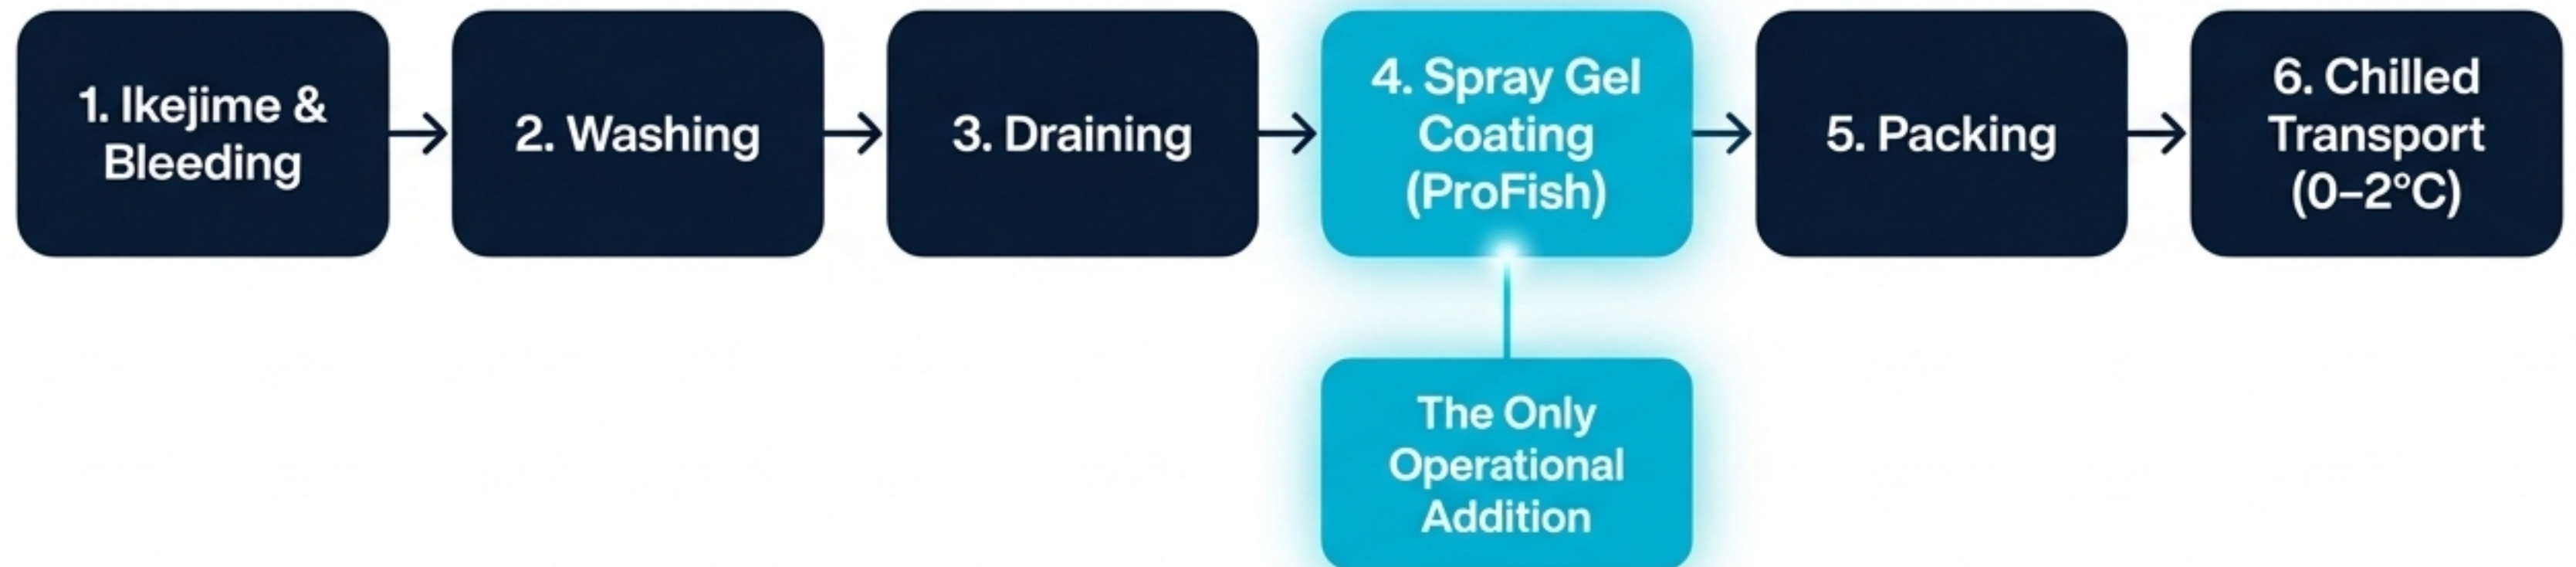 1. Ikejime &
Bleeding
2. Washing
3. Draining
4. Spray Gel
Coating
(ProFish)
5. Packing
6. Chilled
Transport
(0–2°C)
The Only
Operational
Addition